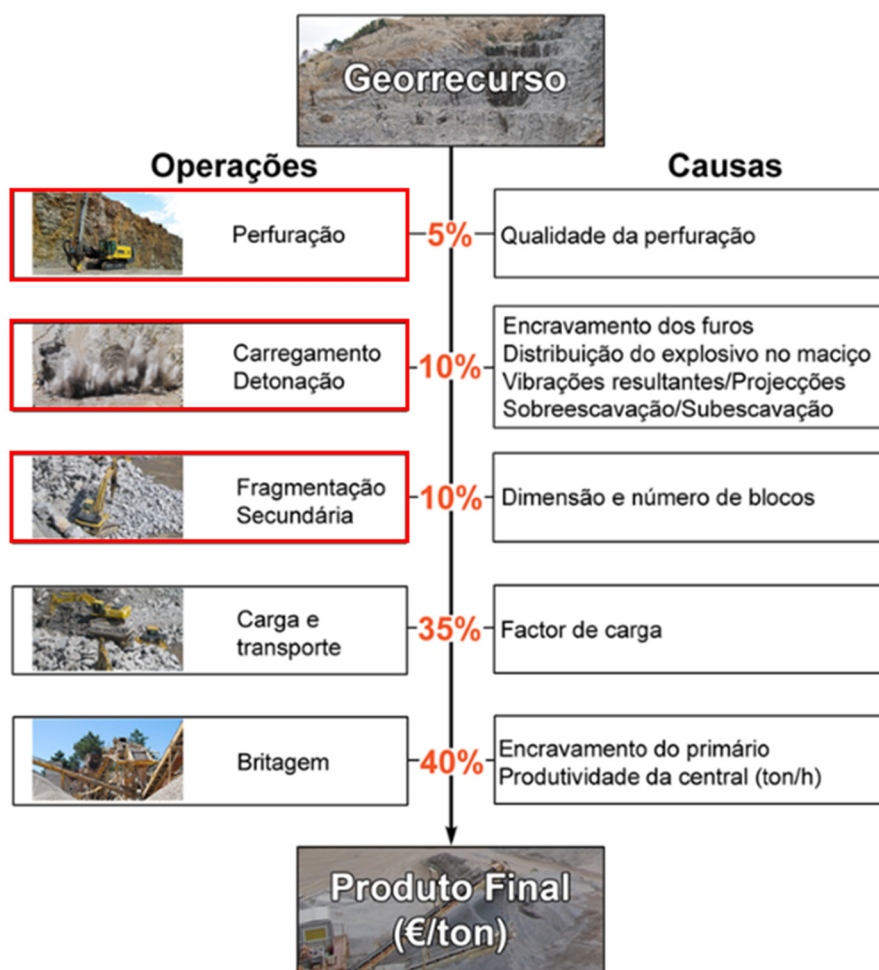 Georrecurso
Operações
Causas
Perfuração
5%
Qualidade da perfuração
Carregamento
Detonação
10%
Encravamento dos furos
Distribuição do explosivo no maciço
Vibrações resultantes/Projecções
Sobreescavação/Subescavação
Fragmentação
Secundária
10%
Dimensão e número de blocos
Carga e
transporte
35%
Factor de carga
Britagem
40%
Encravamento do primário
Produtividade da central (ton/h)
Produto Final
(€/ton)